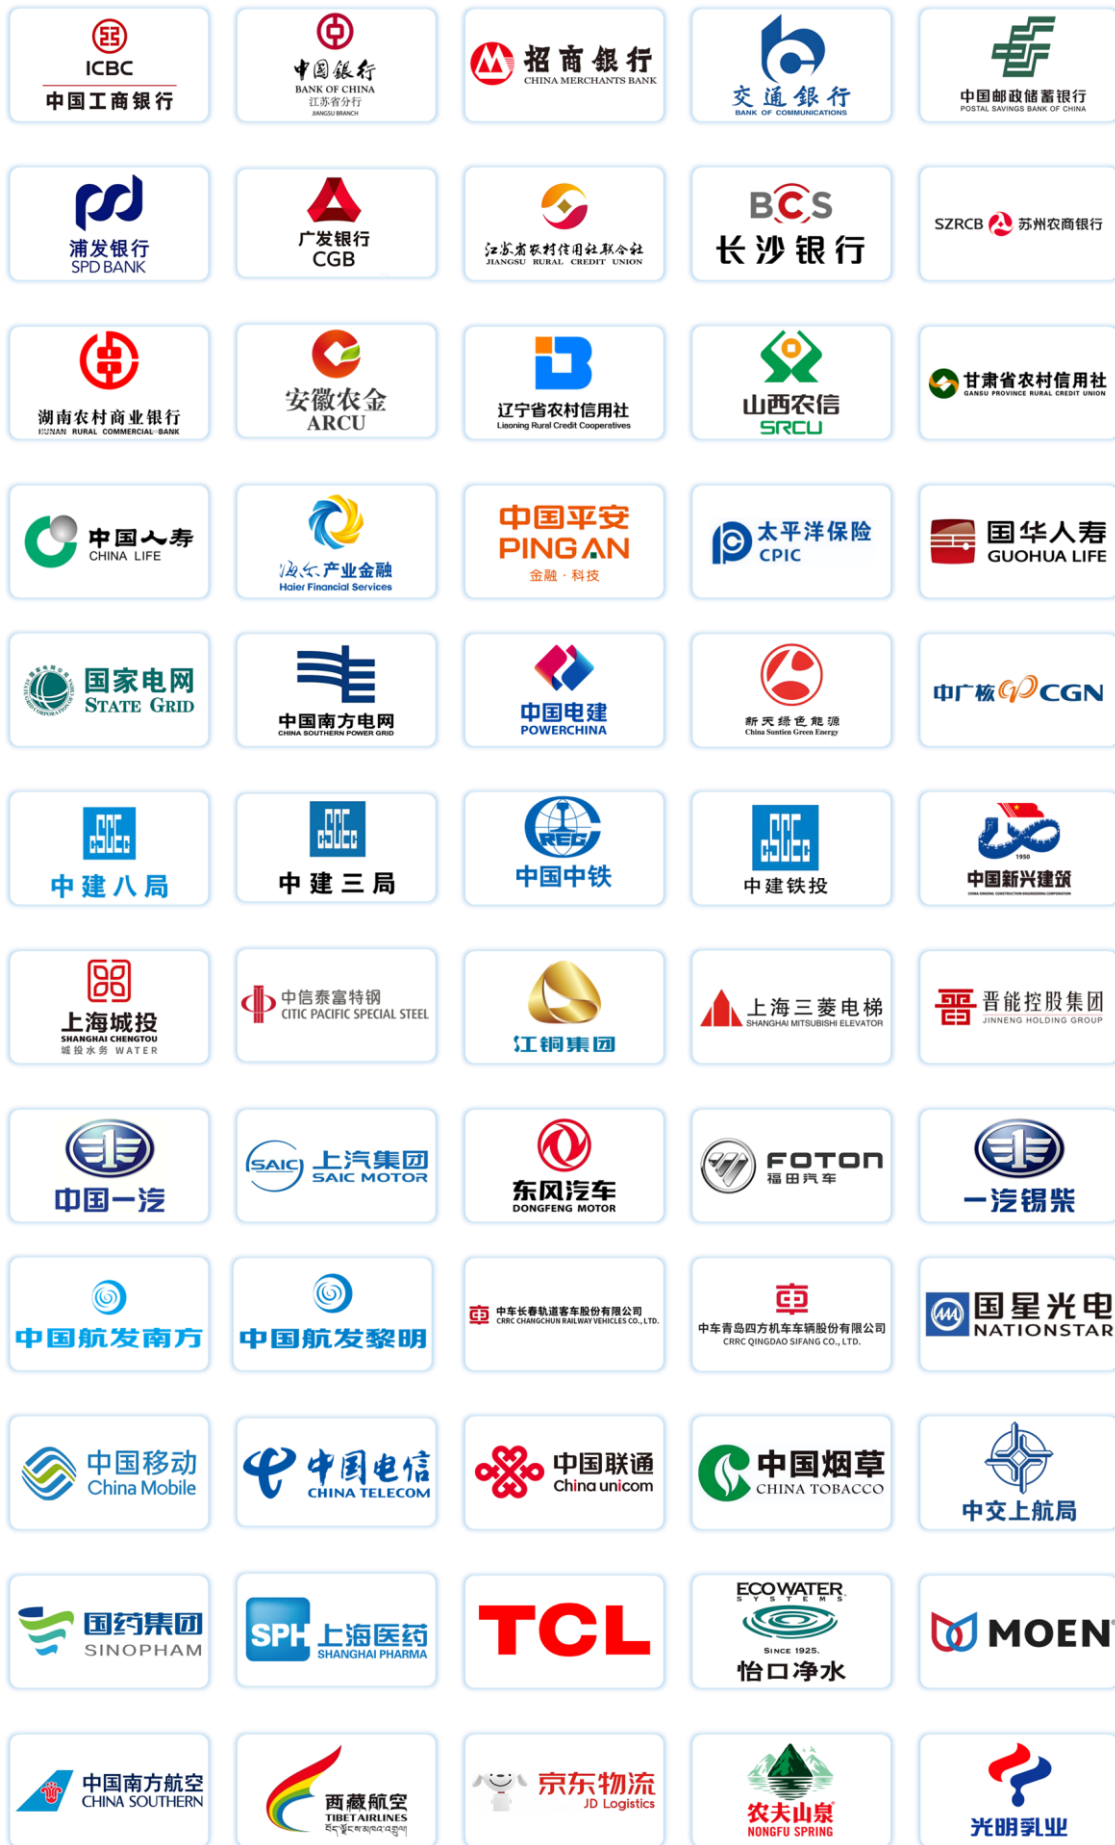 ICBC
中国工商银行
中国银行
BANK OF CHINA
江苏省分行
JIANGSU BRANCH
招商銀行
CHINA MERCHANTS BANK
交通銀行
BANK OF COMMUNICATIONS
中国邮政储蓄银行
POSTAL SAVINGS BANK OF CHINA
浦发银行
SPD BANK
广发银行
CGB
江苏省农村信用社联合社
JIANGSU RURAL CREDIT UNION
BCS
长沙银行
SZRCB 苏州农商银行
湖南农村商业银行
HUNAN RURAL COMMERCIAL BANK
安徽农金
ARCU
辽宁省农村信用社
Liaoning Rural Credit Cooperatives
山西农信
SRCU
甘肃省农村信用社
GANSU PROVINCE RURAL CREDIT UNION
中国人寿
CHINA LIFE
海尔产业金融
Haier Financial Services
中国平安
PING AN
金融·科技
太平洋保险
CPIC
国华人寿
GUOHUA LIFE
国家电网
STATE GRID
中国南方电网
CHINA SOUTHERN POWER GRID
中国电建
POWERCHINA
新天绿色能源
China Suntien Green Energy
中广核 CGN
CSCEC
中建八局
CSCEC
中建三局
REG
中国中铁
CSCEC
中建铁投
1950
中国新兴建筑
CHINA XINXING CONSTRUCTION ENGINEERING CORPORATION
上海城投
SHANGHAI CHENGTOU
城投水务 WATER
中信泰富特钢
CITIC PACIFIC SPECIAL STEEL
江铜集团
上海三菱电梯
SHANGHAI MITSUBISHI ELEVATOR
晋能控股集团
JINNENG HOLDING GROUP
中国一汽
SAIC
上汽集团
SAIC MOTOR
东风汽车
DONGFENG MOTOR
FOTON
福田汽车
一汽锡柴
中国航发南方
中国航发黎明
中车长春轨道客车股份有限公司
CRRC CHANGCHUN RAILWAY VEHICLES CO., LTD.
中车青岛四方机车车辆股份有限公司
CRRC QINGDAO SIFANG CO., LTD.
国星光电
NATIONSTAR
中国移动
China Mobile
中国电信
CHINA TELECOM
中国联通
China unicom
中国烟草
CHINA TOBACCO
中交上航局
国药集团
SINOPHAM
SPH 上海医药
SHANGHAI PHARMA
TCL
ECOWATER
SYSTEMS
SINCE 1925.
怡口净水
MOEN
中国南方航空
CHINA SOUTHERN
西藏航空
TIBET AIRLINES
བོད་ལྗོངས་མཁའ་འགྲུལ།
京东物流
JD Logistics
农夫山泉
NONGFU SPRING
光明乳业